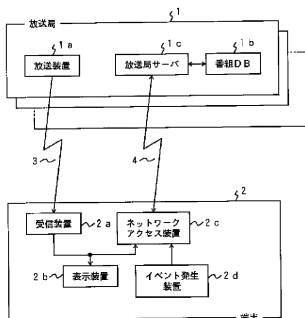 放送局
1
1a
1c
1b
放送装置
放送局サーバ
番組DB
3
4
2
受信装置
2a
ネットワーク
アクセス装置
2c
2b
表示装置
イベント発生
装置
2d
端末